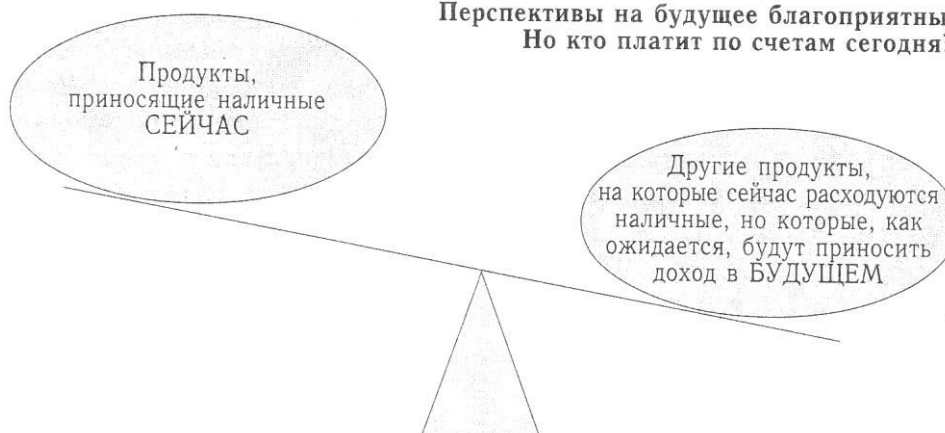 Перспективы на будущее благоприятны
Но кто платит по счетам сегодня?
Продукты,
приносящие наличные
СЕЙЧАС
Другие продукты,
на которые сейчас расходуются
наличные, но которые, как
ожидается, будут приносить
доход в БУДУЩЕМ